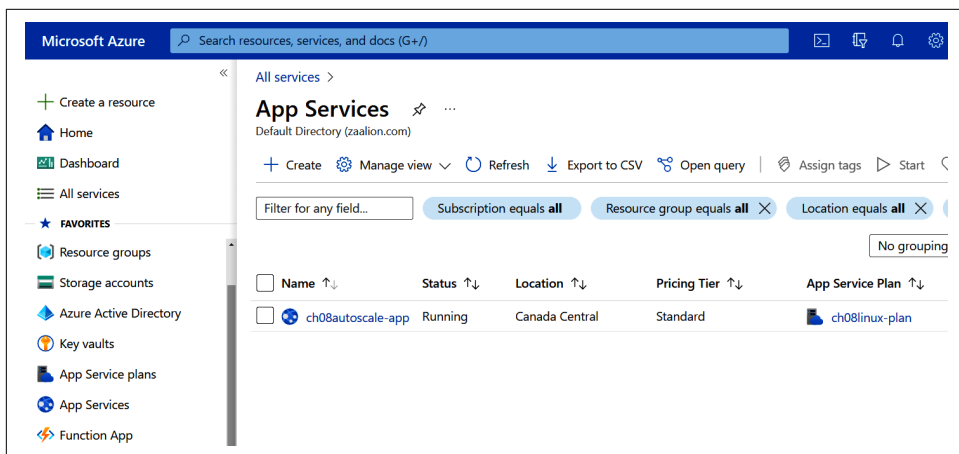 Microsoft Azure
Search resources, services, and docs (G+/)
Create a resource
Home
Dashboard
All services
FAVORITES
Resource groups
Storage accounts
Azure Active Directory
Key vaults
App Service plans
App Services
Function App
All services >
App Services ...
Default Directory (zaalion.com)
Create Manage view Refresh Export to CSV Open query Assign tags Start
Filter for any field... Subscription equals all Resource group equals all Location equals all
No grouping
Name Status Location Pricing Tier App Service Plan
ch08autoscale-app Running Canada Central Standard ch08linux-plan